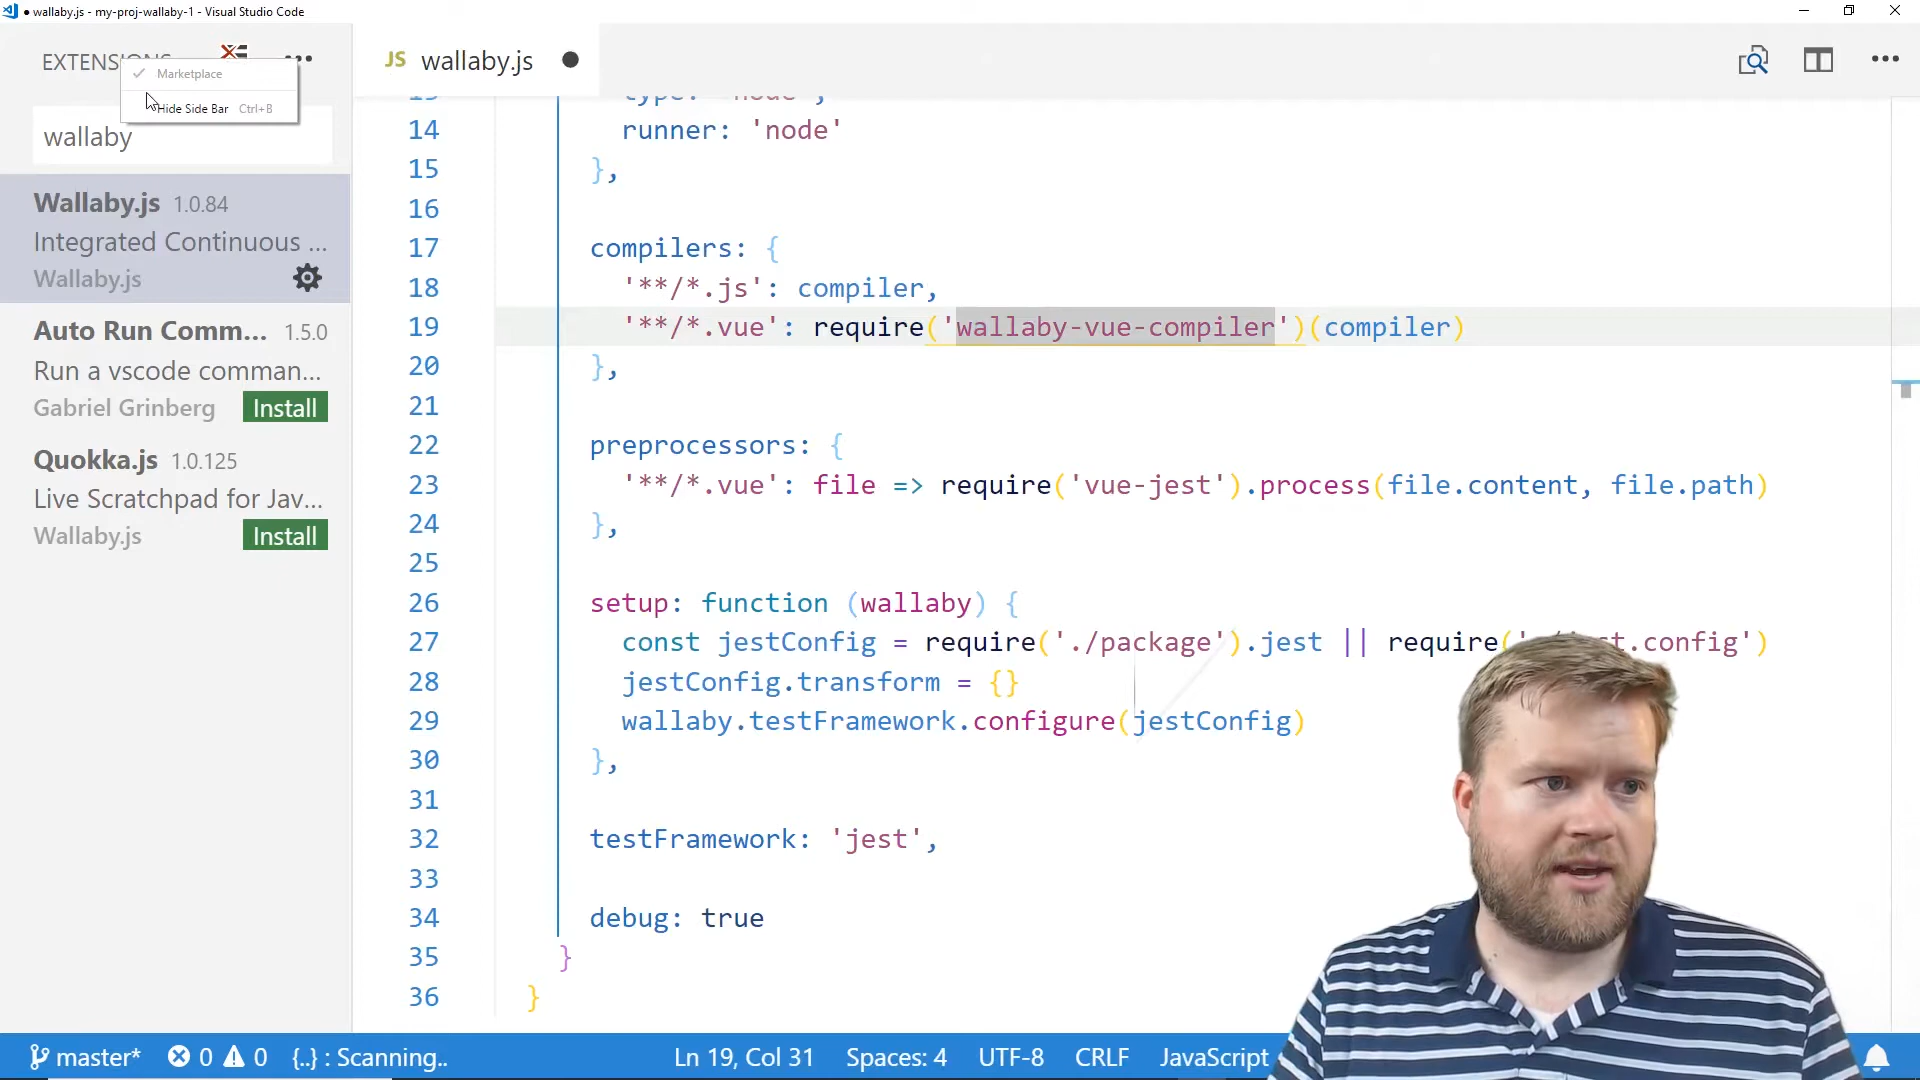 wallaby.js - my-proj-wallaby-1 - Visual Studio Code
EXTENSIONS
Marketplace
Hide Side Bar Ctrl+B
wallaby
Wallaby.js 1.0.84
Integrated Continuous ...
Wallaby.js
Auto Run Comm... 1.5.0
Run a vscode comman...
Gabriel Grinberg Install
Quokka.js 1.0.125
Live Scratchpad for Jav...
Wallaby.js Install
JS wallaby.js
14 runner: 'node'
15 },
16
17 compilers: {
18 '**/*.js': compiler,
19 '**/*.vue': require('wallaby-vue-compiler')(compiler)
20 },
21
22 preprocessors: {
23 '**/*.vue': file => require('vue-jest').process(file.content, file.path)
24 },
25
26 setup: function (wallaby) {
27 const jestConfig = require('./package').jest || require( .config')
28 jestConfig.transform = {}
29 wallaby.testFramework.configure(jestConfig)
30 },
31
32 testFramework: 'jest',
33
34 debug: true
35 }
36 }
master* 0 0 {..} : Scanning.. Ln 19, Col 31 Spaces: 4 UTF-8 CRLF JavaScript